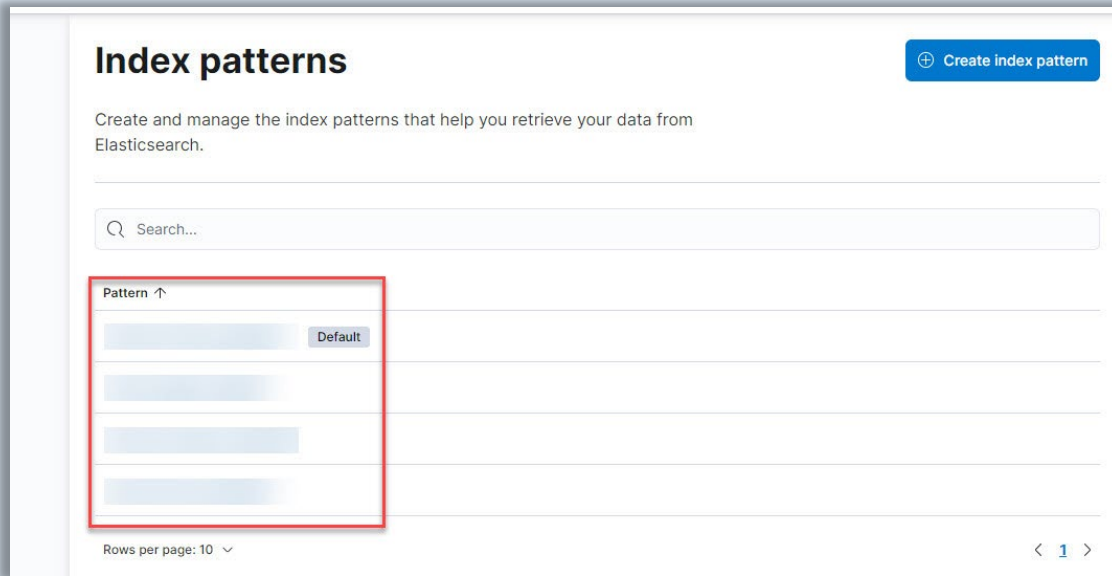 Index patterns
Create index pattern
Create and manage the index patterns that help you retrieve your data from
Elasticsearch.
Search...
Pattern ↑
Default
Rows per page: 10
1